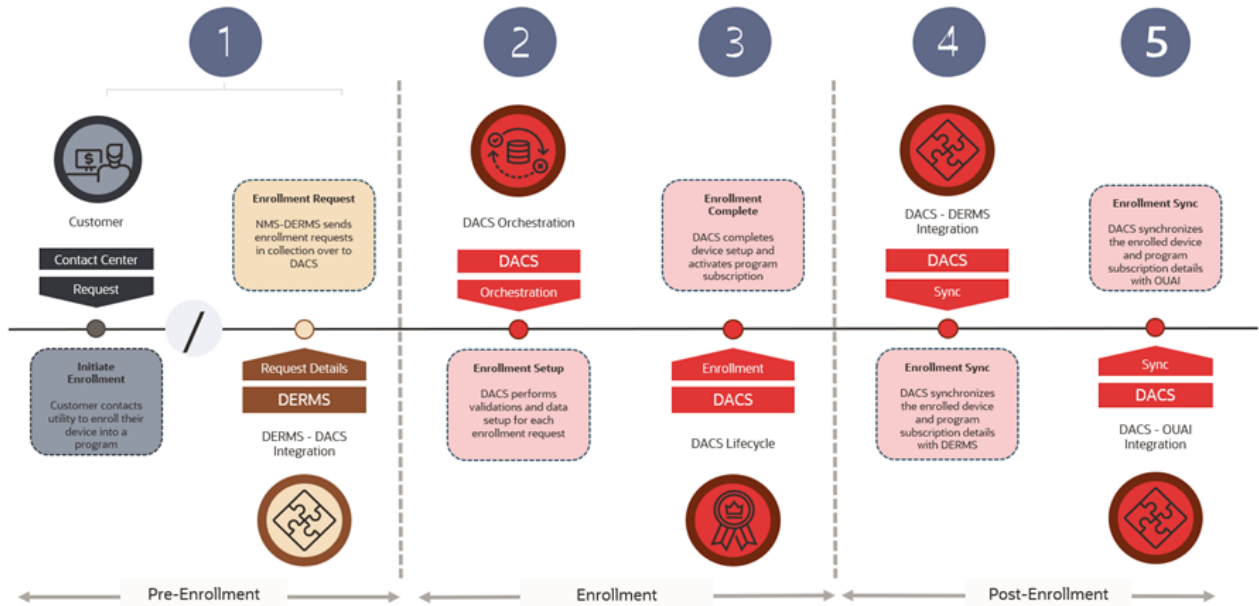 1
2
3
4
5
Customer
Contact Center
Request
/
Initiate
Enrollment
Customer contacts
utility to enroll their
device into a
program
Enrollment Request
NMS-DERMS sends
enrollment requests
in collection over to
DACS
Request Details
DERMS
DERMS - DACS
Integration
DACS Orchestration
DACS
Orchestration
Enrollment Setup
DACS performs
validations and data
setup for each
enrollment request
Enrollment
Complete
DACS completes
device setup and
activates program
subscription
Enrollment
DACS
DACS Lifecycle
DACS - DERMS
Integration
DACS
Sync
Enrollment Sync
DACS synchronizes
the enrolled device
and program
subscription details
with DERMS
Enrollment Sync
DACS synchronizes
the enrolled device
and program
subscription details
with OUAI
Sync
DACS
DACS - OUAI
Integration
Pre-Enrollment
Enrollment
Post-Enrollment